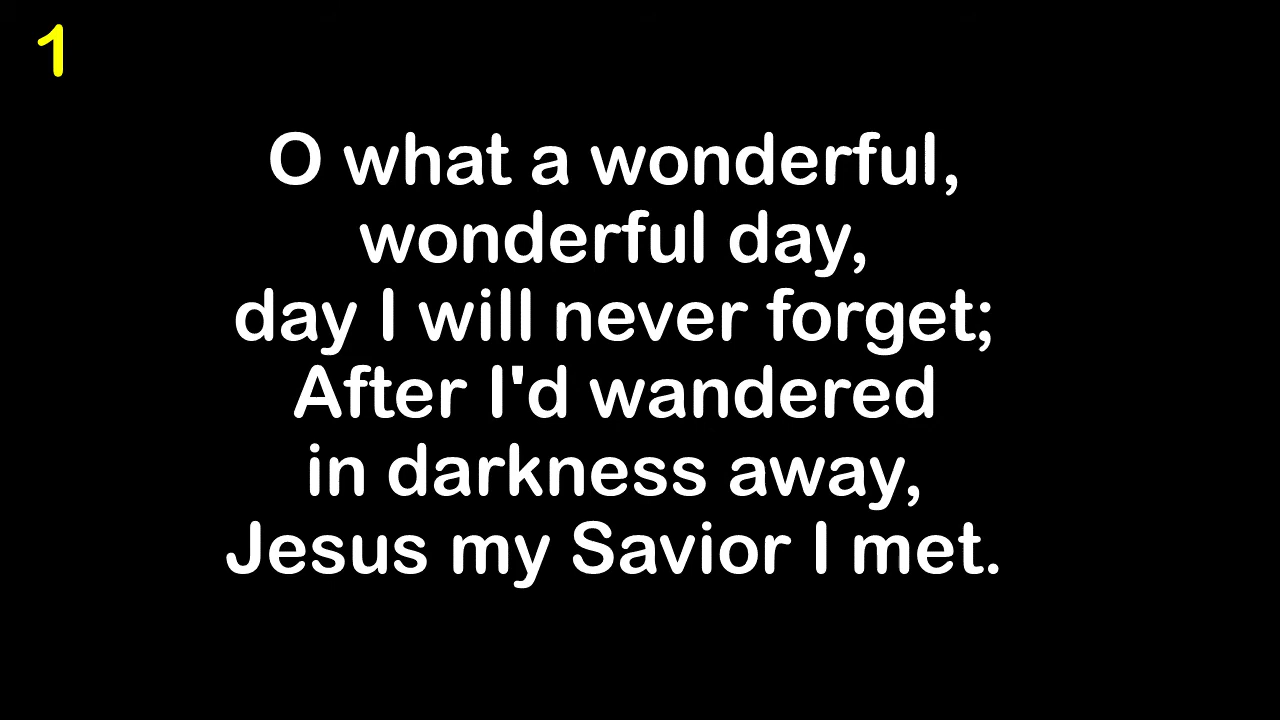 1
O what a wonderful,
wonderful day,
day I will never forget;
After I'd wandered
in darkness away,
Jesus my Savior I met.